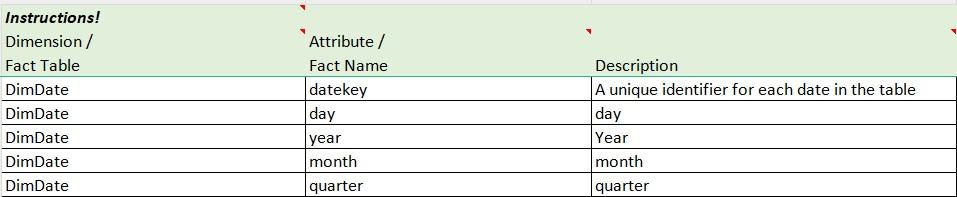 Instructions!
Dimension / Attribute /
Fact Table Fact Name Description
DimDate datekey A unique identifier for each date in the table
DimDate day day
DimDate year Year
DimDate month month
DimDate quarter quarter